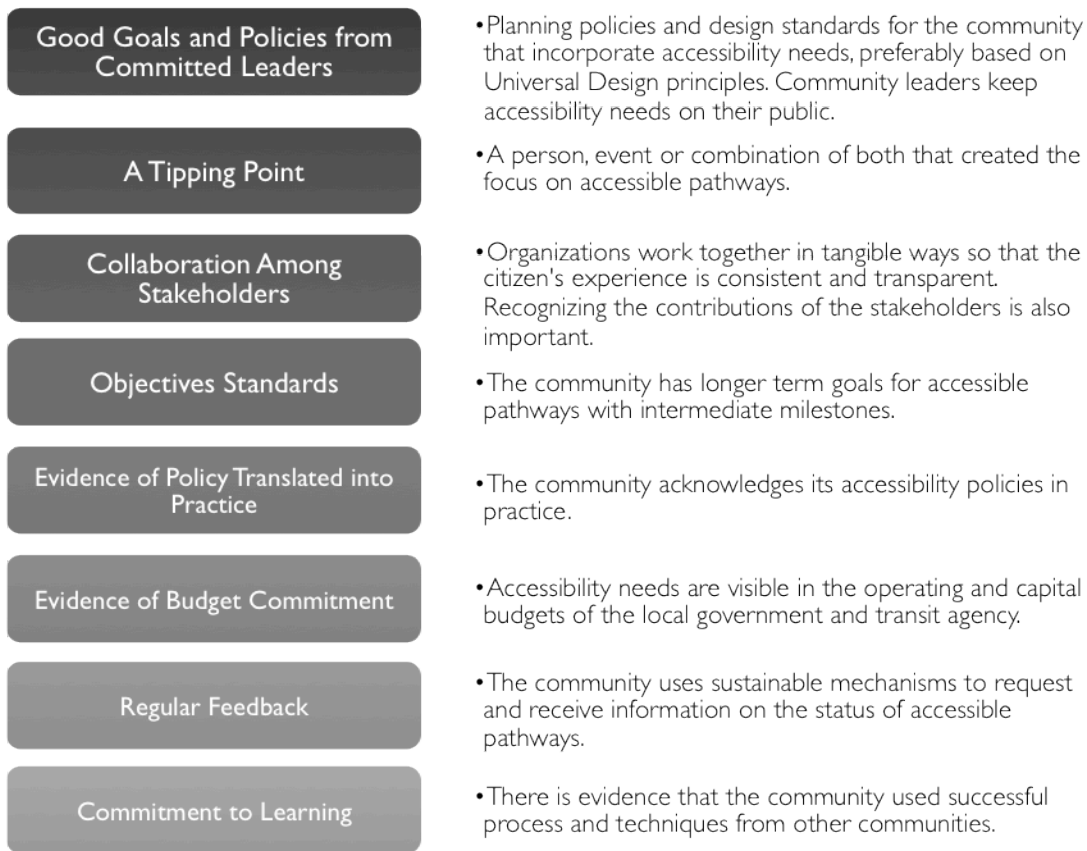 Good Goals and Policies from
Committed Leaders
•Planning policies and design standards for the community
that incorporate accessibility needs, preferably based on
Universal Design principles. Community leaders keep
accessibility needs on their public.
A Tipping Point
•A person, event or combination of both that created the
focus on accessible pathways.
Collaboration Among
Stakeholders
•Organizations work together in tangible ways so that the
citizen's experience is consistent and transparent.
Recognizing the contributions of the stakeholders is also
important.
Objectives Standards
•The community has longer term goals for accessible
pathways with intermediate milestones.
Evidence of Policy Translated into
Practice
•The community acknowledges its accessibility policies in
practice.
Evidence of Budget Commitment
•Accessibility needs are visible in the operating and capital
budgets of the local government and transit agency.
Regular Feedback
•The community uses sustainable mechanisms to request
and receive information on the status of accessible
pathways.
Commitment to Learning
•There is evidence that the community used successful
process and techniques from other communities.